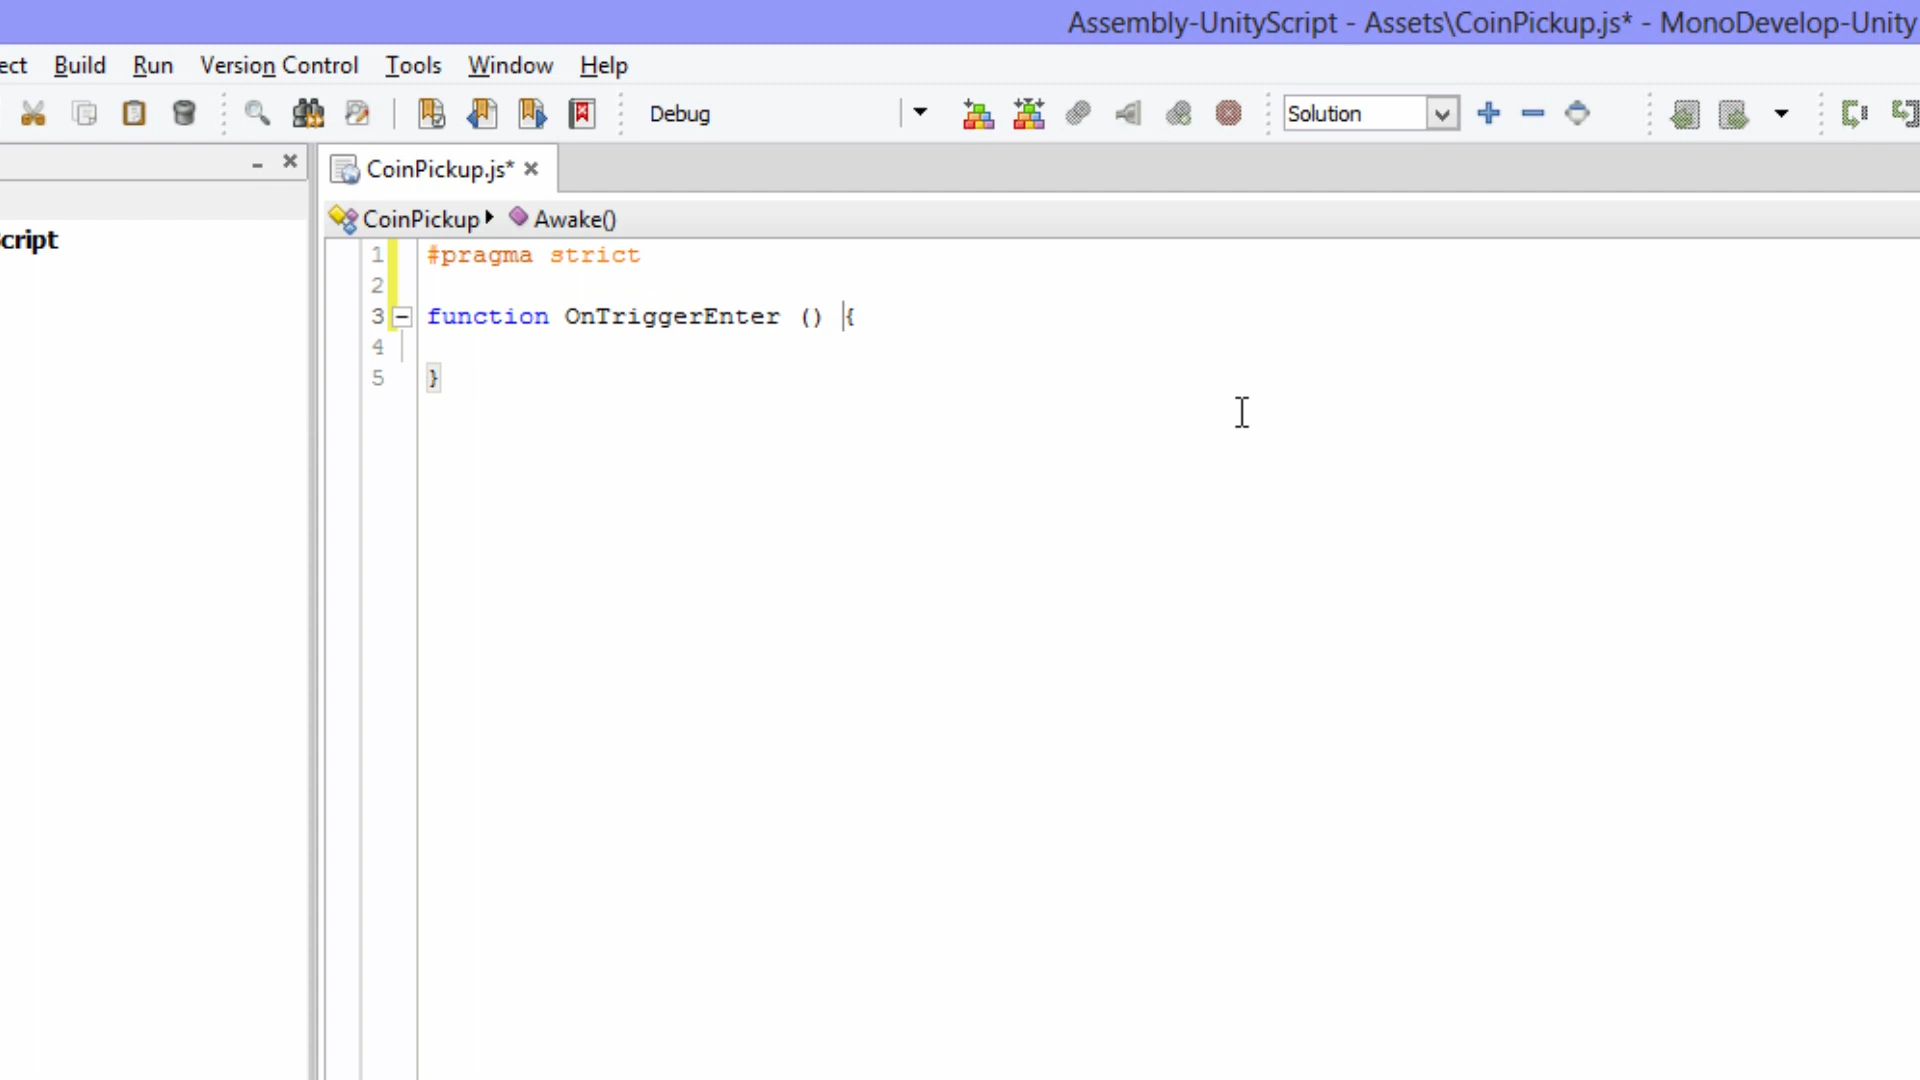 Assembly-UnityScript - Assets\CoinPickup.js* - MonoDevelop-Unity
ect Build Run Version Control Tools Window Help
Debug Solution
CoinPickup.js*
CoinPickup Awake()
cript
1 #pragma strict
2
3 function OnTriggerEnter () {
4
5 }